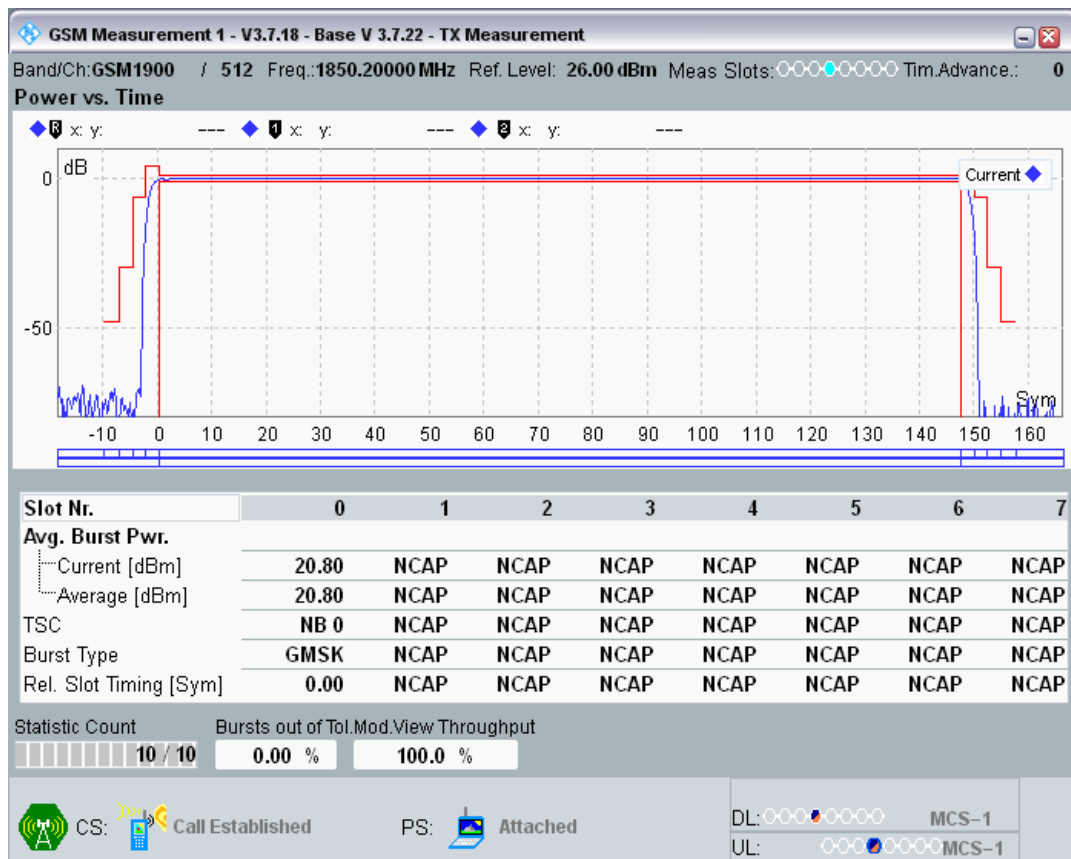 GSM Measurement 1 - V3.7.18 - Base V 3.7.22 - TX Measurement
Band/Ch:GSM1900 / 512 Freq.:1850.20000 MHz Ref. Level: 26.00 dBm Meas Slots: Tim.Advance.: 0
Power vs. Time
R x: y: --- 1 x: y: --- 2 x: y: ---
dB
0
Current
-50
Sym
-10 0 10 20 30 40 50 60 70 80 90 100 110 120 130 140 150 160
Slot Nr. 0 1 2 3 4 5 6 7
Avg. Burst Pwr.
Current [dBm] 20.80 NCAP NCAP NCAP NCAP NCAP NCAP NCAP
Average [dBm] 20.80 NCAP NCAP NCAP NCAP NCAP NCAP NCAP
TSC NB 0 NCAP NCAP NCAP NCAP NCAP NCAP NCAP
Burst Type GMSK NCAP NCAP NCAP NCAP NCAP NCAP NCAP
Rel. Slot Timing [Sym] 0.00 NCAP NCAP NCAP NCAP NCAP NCAP NCAP
Statistic Count Bursts out of Tol.Mod.View Throughput
10 / 10 0.00 % 100.0 %
CS: Call Established PS: Attached
DL: MCS-1
UL: MCS-1